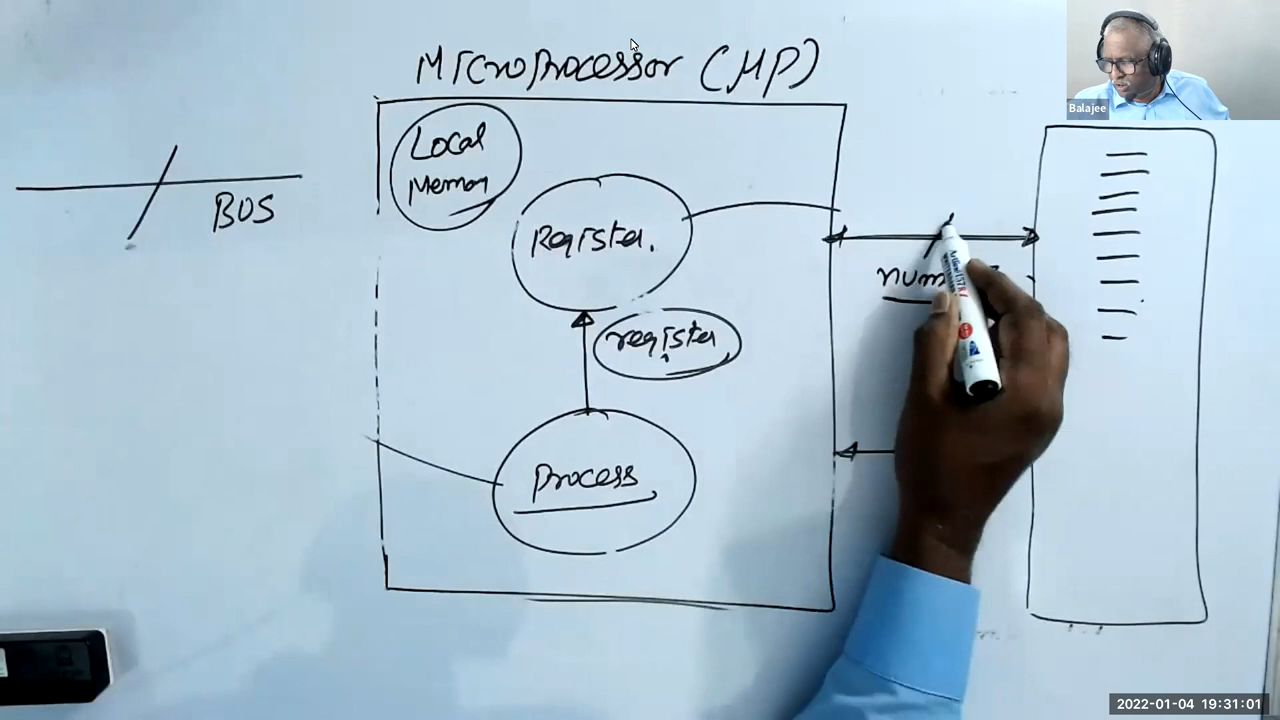 Microprocessor (MP)
Balajee
Local
Memory
BUS
Register.
register
Process
2022-01-04 19:31:01